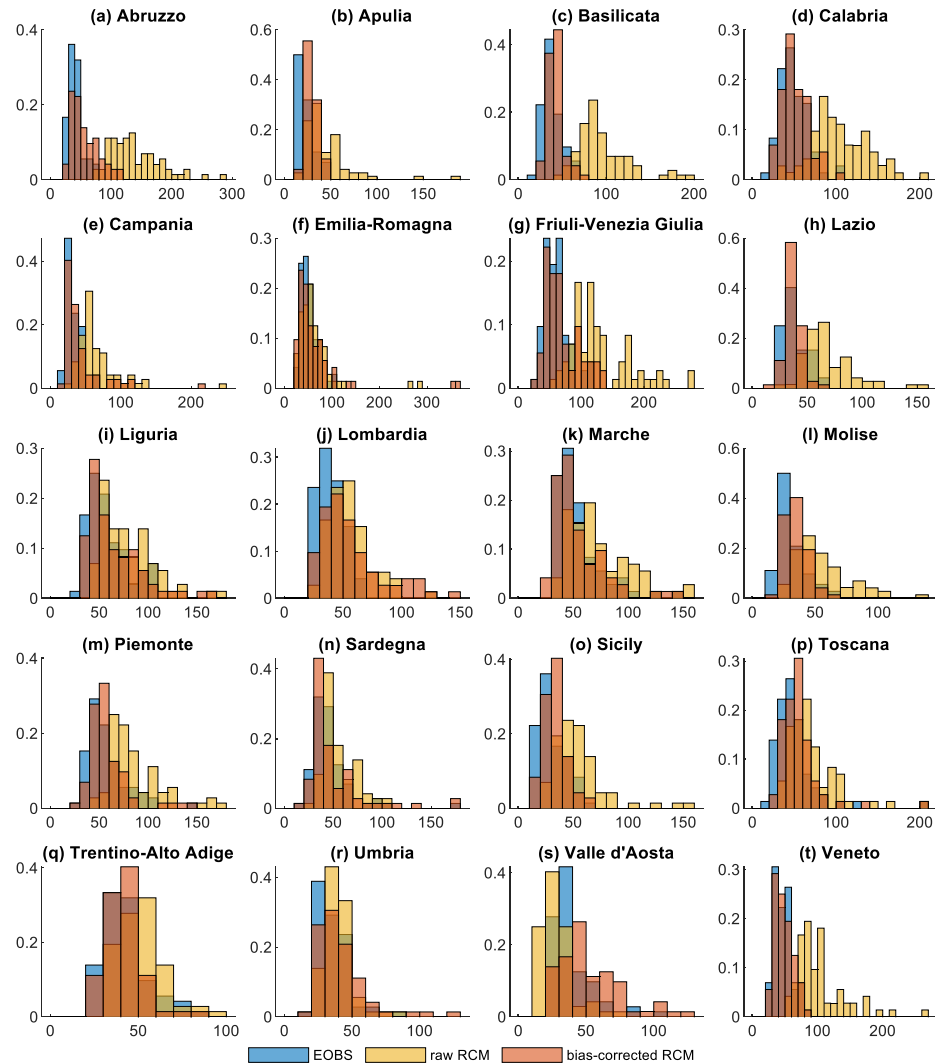 (a) Abruzzo
(b) Apulia
(c) Basilicata
(d) Calabria
0.4
0.2
0
0 100 200 300
0.6
0.4
0.2
0
0 50 100 150
0.4
0.2
0
0 100 200
0.3
0.2
0.1
0
0 100 200
(e) Campania
(f) Emilia-Romagna
(g) Friuli-Venezia Giulia
(h) Lazio
0.4
0.2
0
0 100 200
0.3
0.2
0.1
0
0 100 200 300
0.2
0.1
0
0 100 200
0.6
0.4
0.2
0
0 50 100 150
(i) Liguria
(j) Lombardia
(k) Marche
(l) Molise
0.3
0.2
0.1
0
0 50 100 150
0.3
0.2
0.1
0
0 50 100 150
0.3
0.2
0.1
0
0 50 100 150
0.6
0.4
0.2
0
0 50 100
(m) Piemonte
(n) Sardegna
(o) Sicily
(p) Toscana
0.4
0.2
0
0 50 100 150
0.4
0.2
0
0 50 100 150
0.4
0.2
0
0 50 100 150
0.3
0.2
0.1
0
0 100 200
(q) Trentino-Alto Adige
(r) Umbria
(s) Valle d'Aosta
(t) Veneto
0.4
0.2
0
0 50 100
0.4
0.2
0
0 50 100
0.4
0.2
0
0 50 100
0.3
0.2
0.1
0
0 100 200
EOBS raw RCM bias-corrected RCM